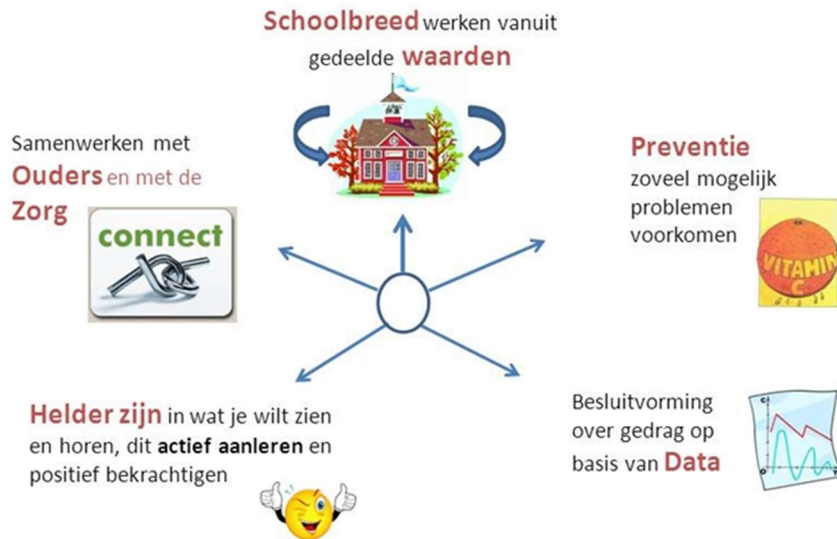 Schoolbreed werken vanuit
gedeelde waarden
Samenwerken met
Ouders en met de
Zorg
connect
Preventie
zoveel mogelijk
problemen
voorkomen
VITAMIN
C
Helder zijn in wat je wilt zien
en horen, dit actief aanleren en
positief bekrachtigen
Besluitvorming
over gedrag op
basis van Data